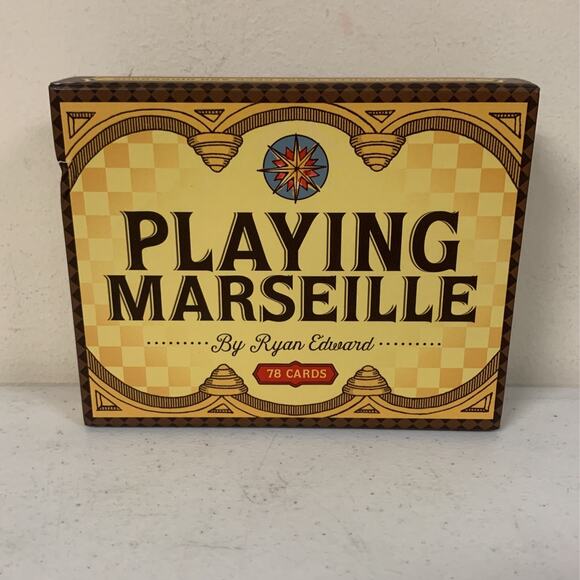 PLAYING
MARSEILLE
By Ryan Edward
78 CARDS